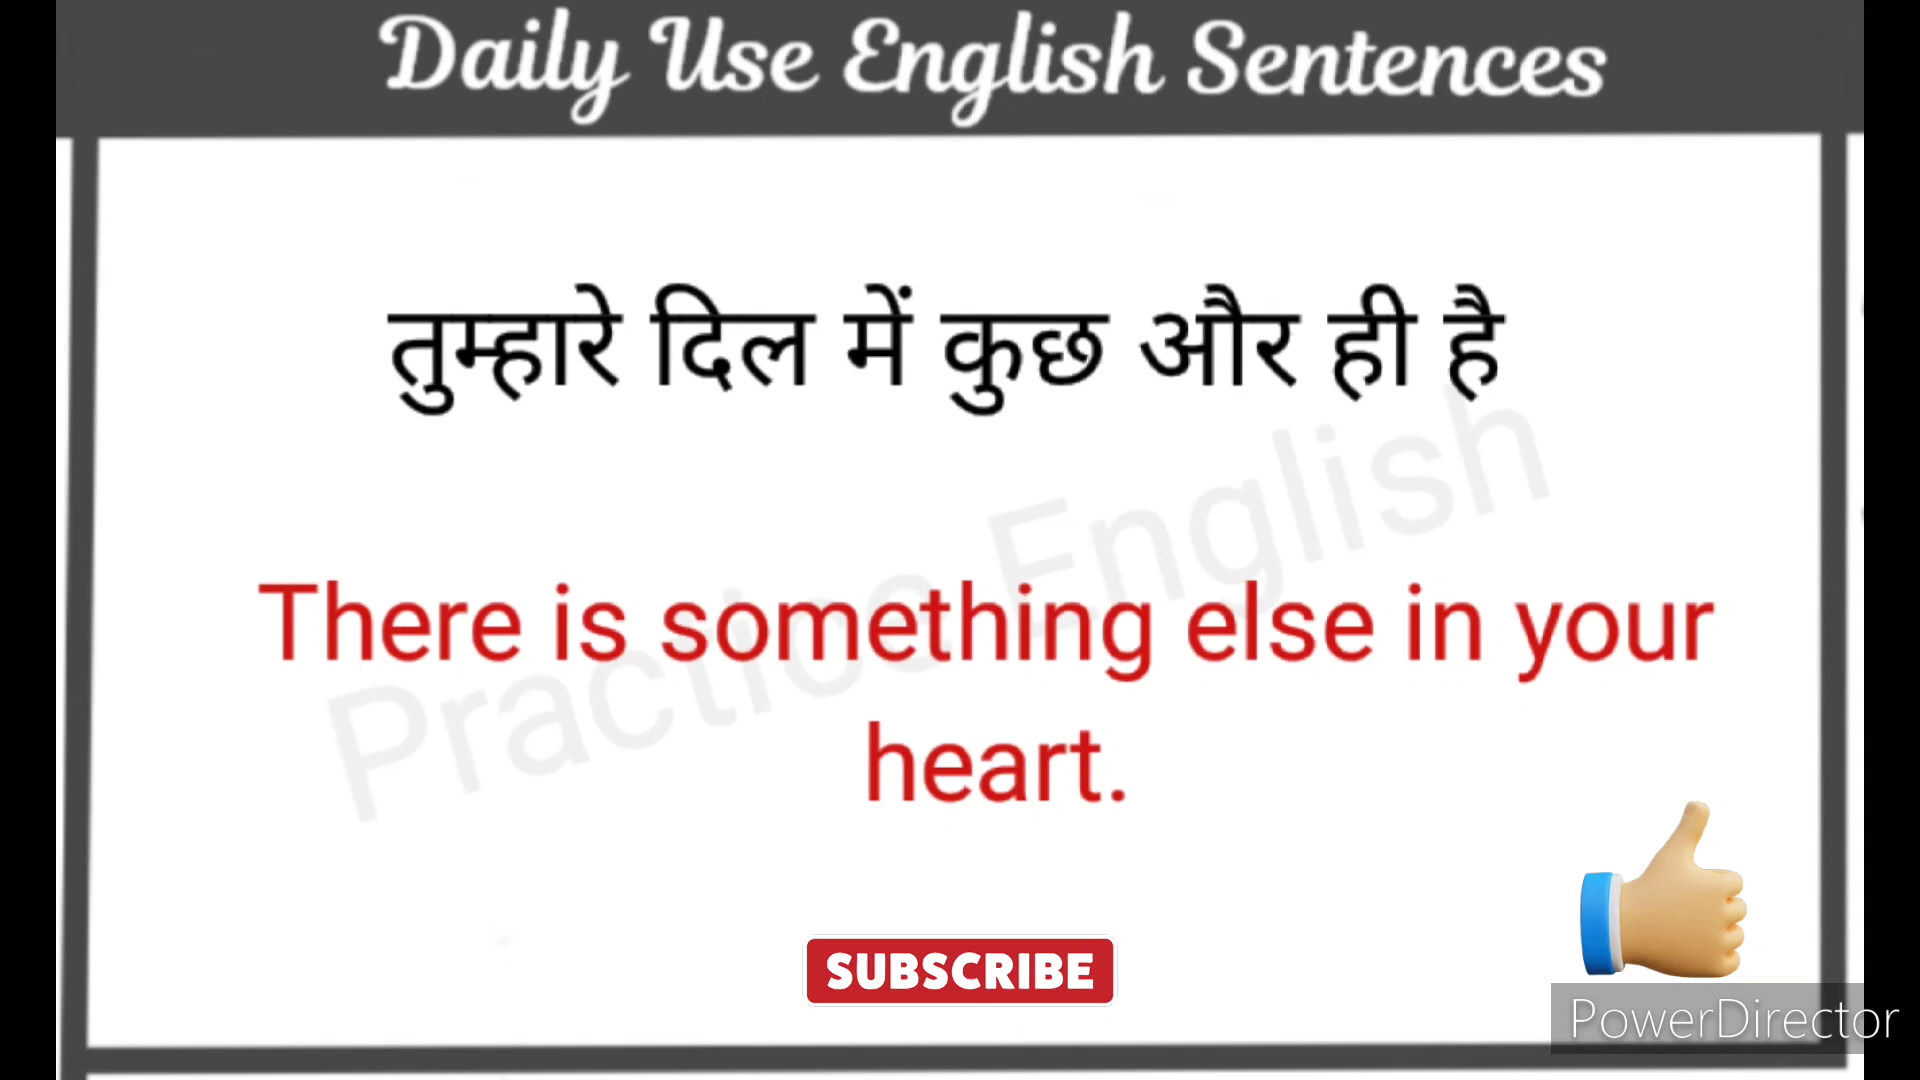 Daily Use English Sentences
तुम्हारे दिल में कुछ और ही है
There is something else in your
heart.
Practice English
SUBSCRIBE
PowerDirector